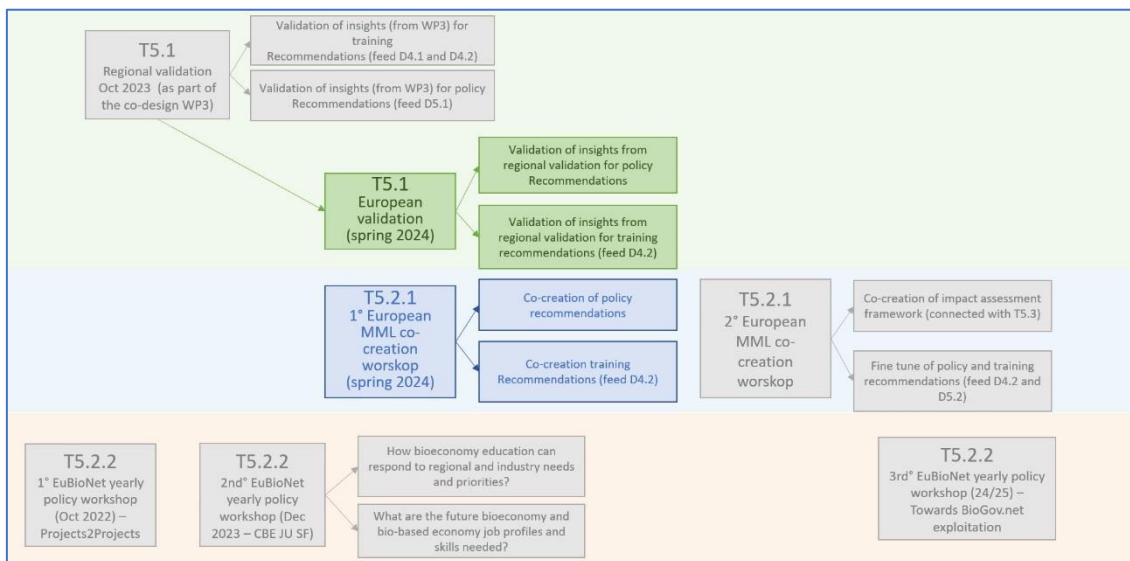 T5.1
Regional validation
Oct 2023 (as part of
the co-design WP3)
Validation of insights (from WP3) for
training
Recommendations (feed D4.1 and D4.2)
Validation of insights (from WP3) for policy
Recommendations (feed D5.1)
T5.1
European
validation
(spring 2024)
Validation of insights from
regional validation for policy
Recommendations
Validation of insights from
regional validation for training
recommendations (feed D4.2)
T5.2.1
1° European
MML co-
creation
worskop
(spring 2024)
Co-creation of policy
recommendations
Co-creation training
Recommendations (feed D4.2)
T5.2.1
2° European
MML co-
creation
worskop
Co-creation of impact assessment
framework (connected with T5.3)
Fine tune of policy and training
recommendations (feed D4.2 and
D5.2)
T5.2.2
1° EuBioNet yearly
policy workshop
(Oct 2022) –
Projects2Projects
T5.2.2
2nd° EuBioNet
yearly policy
workshop (Dec
2023 – CBE JU SF)
How bioeconomy education can
respond to regional and industry needs
and priorities?
What are the future bioeconomy and
bio-based economy job profiles and
skills needed?
T5.2.2
3rd° EuBioNet yearly policy
workshop (24/25) –
Towards BioGov.net
exploitation